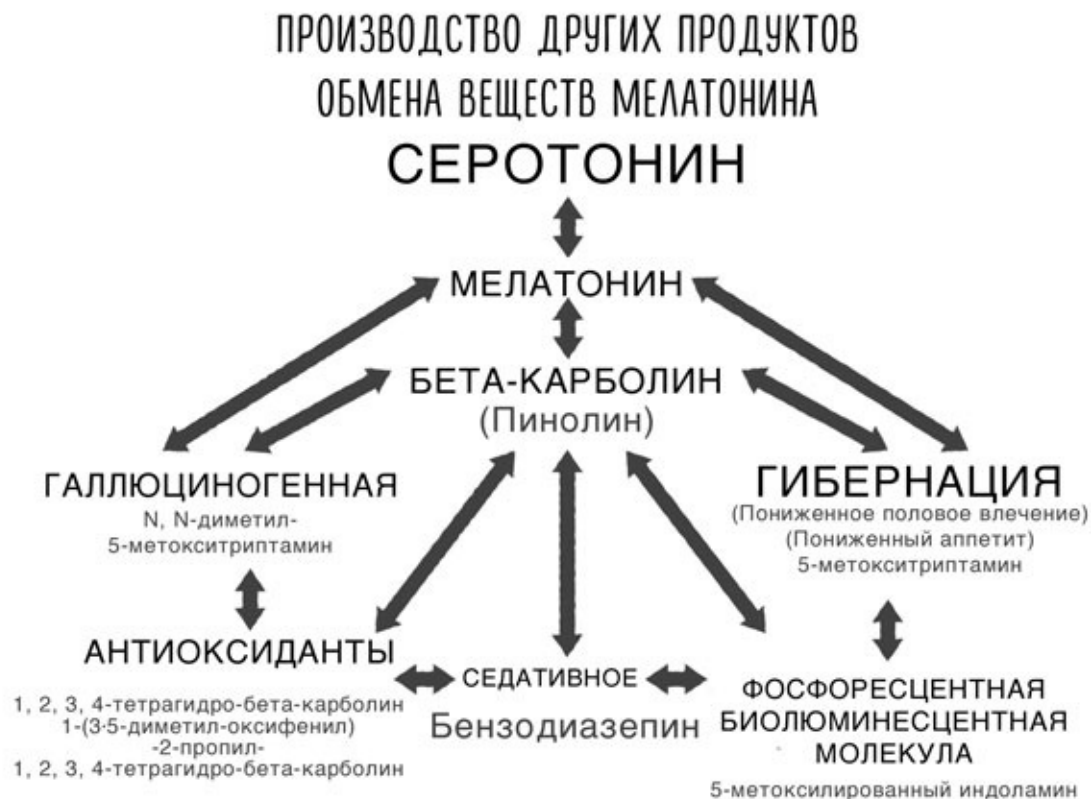 ПРОИЗВОДСТВО ДРУГИХ ПРОДУКТОВ
ОБМЕНА ВЕЩЕСТВ МЕЛАТОНИНА
СЕРОТОНИН
МЕЛАТОНИН
БЕТА-КАРБОЛИН
(Пинолин)
ГАЛЛЮЦИНОГЕННАЯ
N, N-диметил-
5-метокситриптамин
ГИБЕРНАЦИЯ
(Пониженное половое влечение)
(Пониженный аппетит)
5-метокситриптамин
АНТИОКСИДАНТЫ
1, 2, 3, 4-тетрагидро-бета-карболин
1-(3-5-диметил-оксифенил)
-2-пропил-
1, 2, 3, 4-тетрагидро-бета-карболин
СЕДАТИВНОЕ
Бензодиазепин
ФОСФОРЕСЦЕНТНАЯ
БИОЛЮМИНЕСЦЕНТНАЯ
МОЛЕКУЛА
5-метоксилированный индоламин